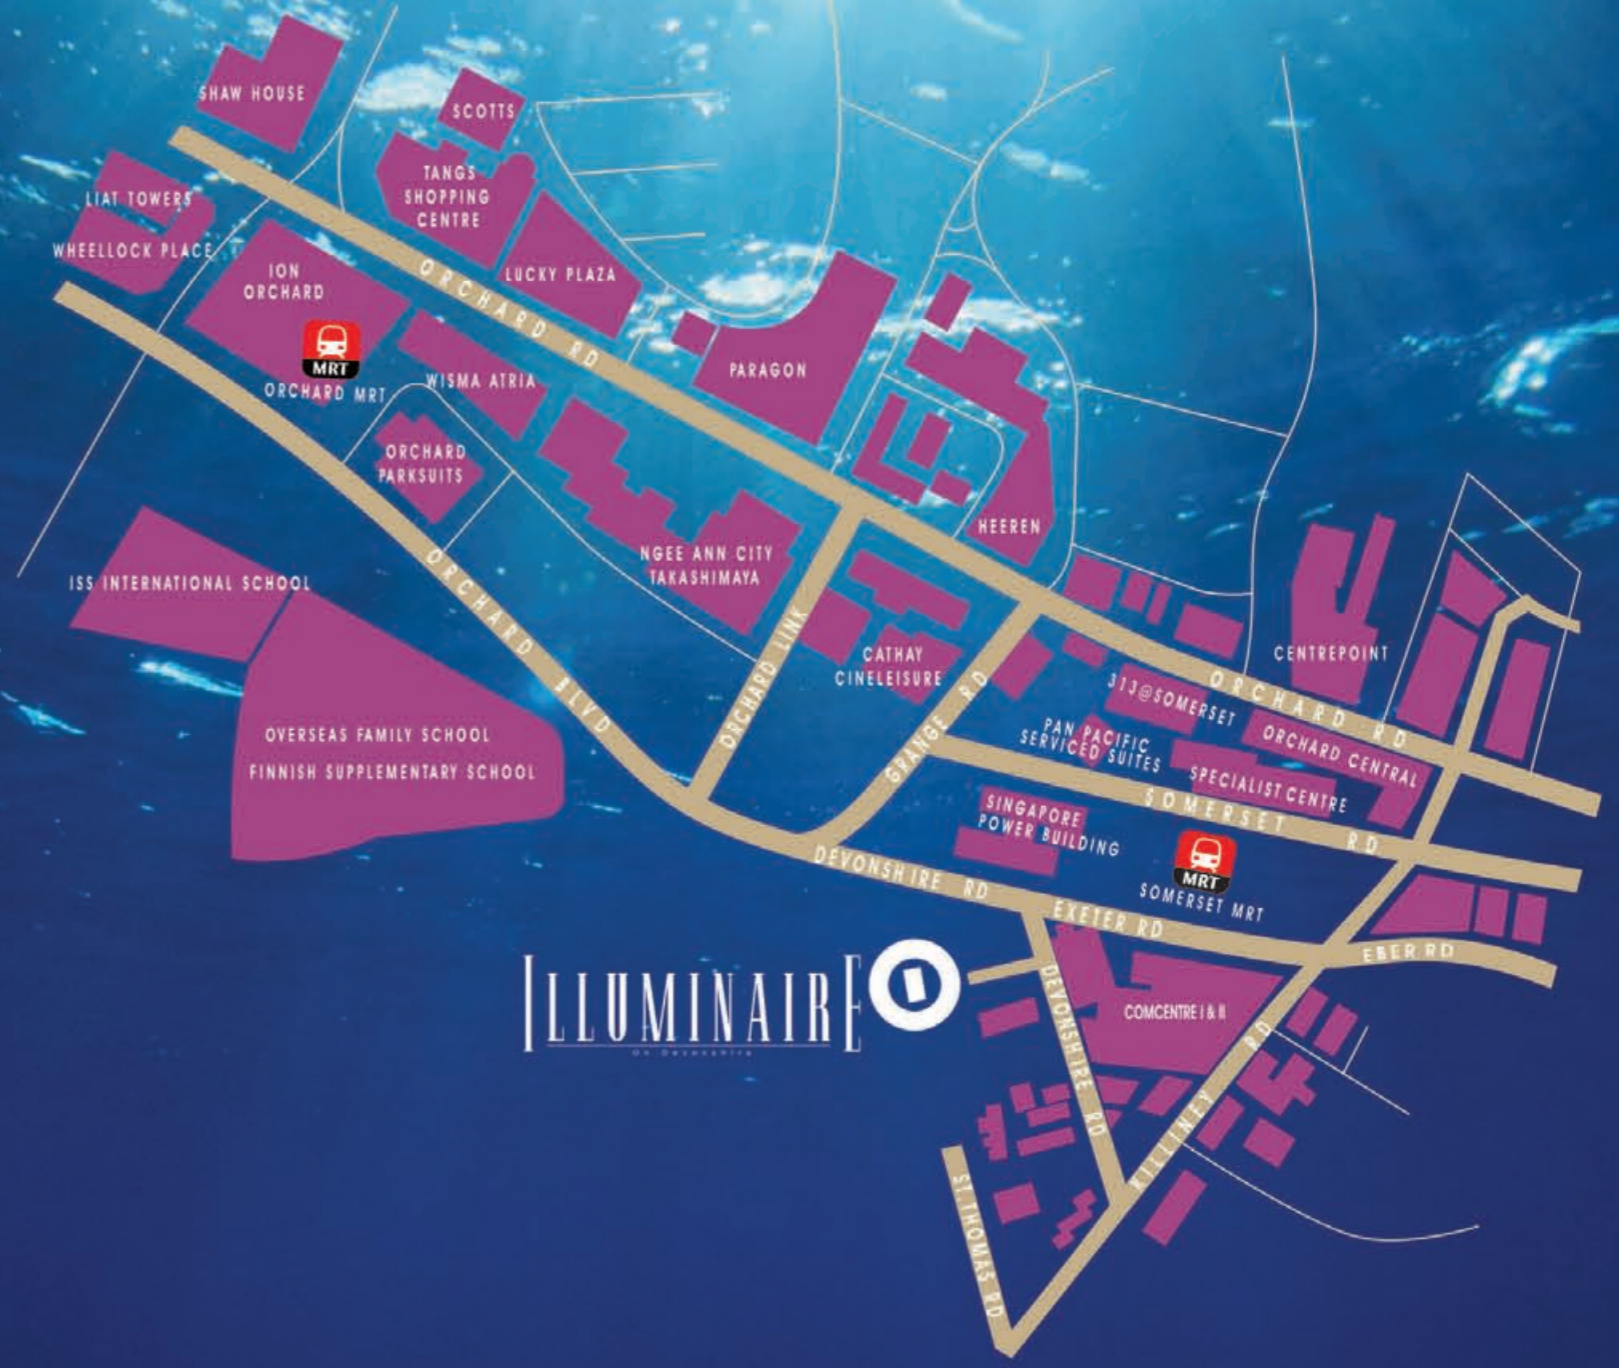 SHAW HOUSE
SCOTTS
TANGS
SHOPPING
CENTRE
LIAT TOWERS
WHEELLOCK PLACE
ION
ORCHARD
LUCKY PLAZA
ORCHARD RD
MRT
ORCHARD MRT
WISMA ATRIA
PARAGON
ORCHARD
PARKSUITS
HEEREN
NGEE ANN CITY
TAKASHIMAYA
ISS INTERNATIONAL SCHOOL
ORCHARD BLVD
ORCHARD LINK
CATHAY
CINELEISURE
GRANGE RD
CENTREPOINT
313@SOMERSET
ORCHARD RD
ORCHARD CENTRAL
PAN PACIFIC
SERVICED SUITES
SPECIALIST CENTRE
OVERSEAS FAMILY SCHOOL
FINNISH SUPPLEMENTARY SCHOOL
SOMERSET RD
SINGAPORE
POWER BUILDING
MRT
SOMERSET MRT
DEVONSHIRE RD
EXETER RD
EBER RD
ILLUMINAIRE
On Devonshire
COMCENTRE I & II
DEVONSHIRE RD
KILLINEY RD
ST.THOMAS RD